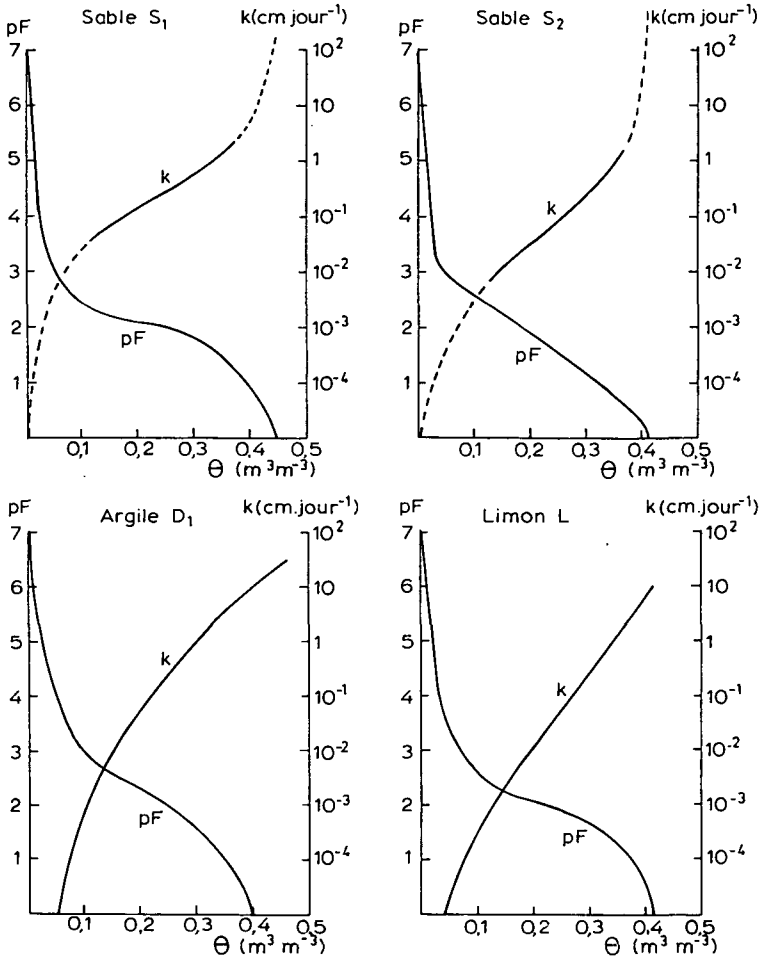 Sable S₁
pF
k(cm jour⁻¹)
7
6
5
4
3
2
1
10²
10
1
10⁻¹
10⁻²
10⁻³
10⁻⁴
k
pF
0,1 0,2 0,3 0,4 0,5
Θ (m³m⁻³)
Sable S₂
pF
k(cm jour⁻¹)
7
6
5
4
3
2
1
10²
10
1
10⁻¹
10⁻²
10⁻³
10⁻⁴
k
pF
0,1 0,2 0,3 0,4 0,5
Θ (m³ m⁻³)
Argile D₁
pF
k(cm.jour⁻¹)
7
6
5
4
3
2
1
10²
10
1
10⁻¹
10⁻²
10⁻³
10⁻⁴
k
pF
0,1 0,2 0,3 0,4 0,5
Θ (m³ m⁻³)
Limon L
pF
k(cm.jour⁻¹)
7
6
5
4
3
2
1
10²
10
1
10⁻¹
10⁻²
10⁻³
10⁻⁴
k
pF
0,1 0,2 0,3 0,4 0,5
Θ (m³ m⁻³)